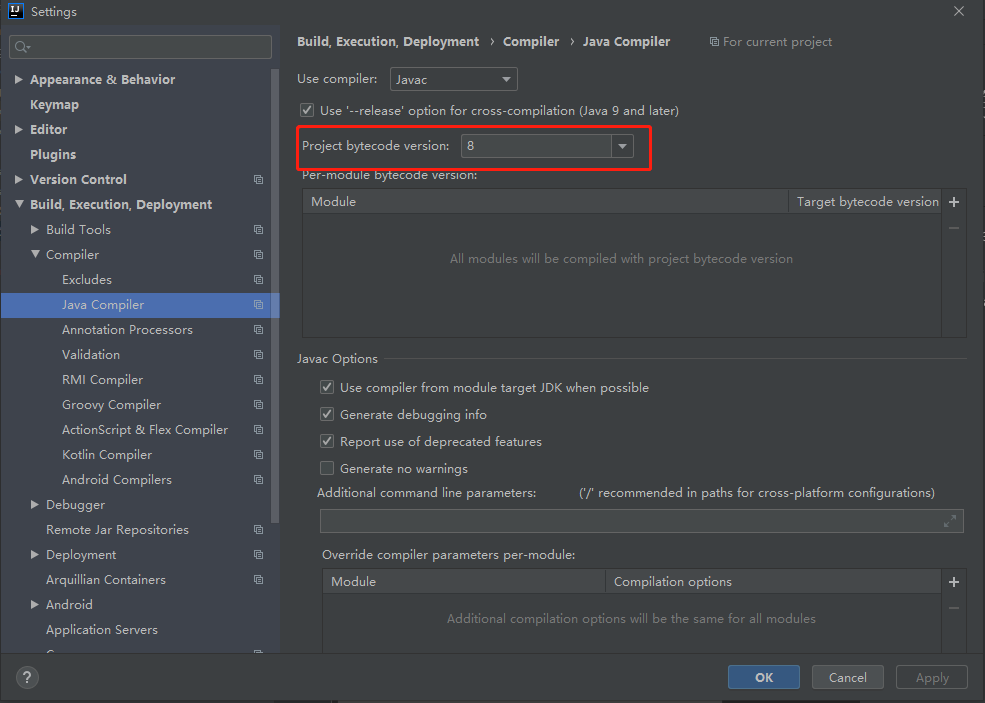 IJ
Settings
Build, Execution, Deployment › Compiler › Java Compiler For current project
Use compiler: Javac
Use '--release' option for cross-compilation (Java 9 and later)
Project bytecode version: 8
Per-module bytecode version:
Module Target bytecode version
All modules will be compiled with project bytecode version
Javac Options
Use compiler from module target JDK when possible
Generate debugging info
Report use of deprecated features
Generate no warnings
Additional command line parameters: ('/' recommended in paths for cross-platform configurations)
Override compiler parameters per-module:
Module Compilation options
Additional compilation options will be the same for all modules
Appearance & Behavior
Keymap
Editor
Plugins
Version Control
Build, Execution, Deployment
Build Tools
Compiler
Excludes
Java Compiler
Annotation Processors
Validation
RMI Compiler
Groovy Compiler
ActionScript & Flex Compiler
Kotlin Compiler
Android Compilers
Debugger
Remote Jar Repositories
Deployment
Arquillian Containers
Android
Application Servers
?
OK
Cancel
Apply